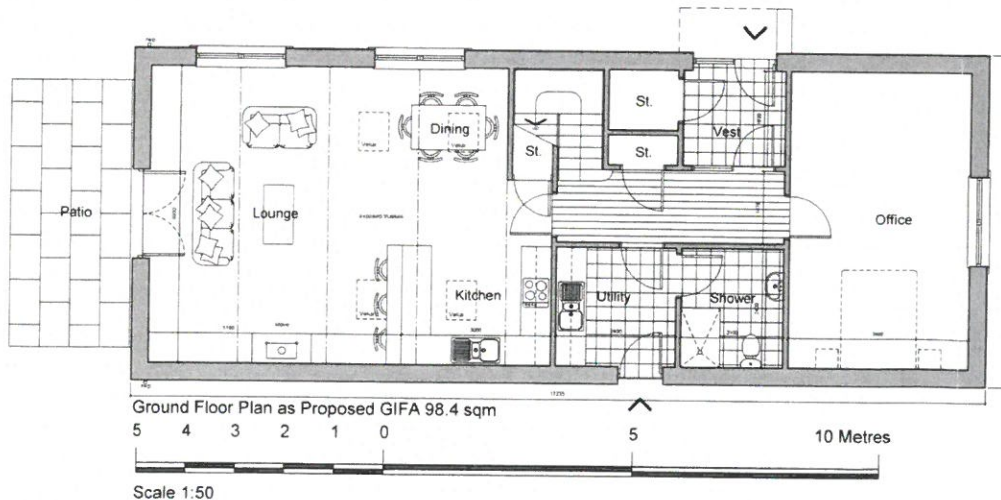 St.
Vest
Dining
St.
St.
Patio
Lounge
Office
Kitchen
Utility
Shower
Ground Floor Plan as Proposed GIFA 98.4 sqm
5 4 3 2 1 0 5 10 Metres
Scale 1:50